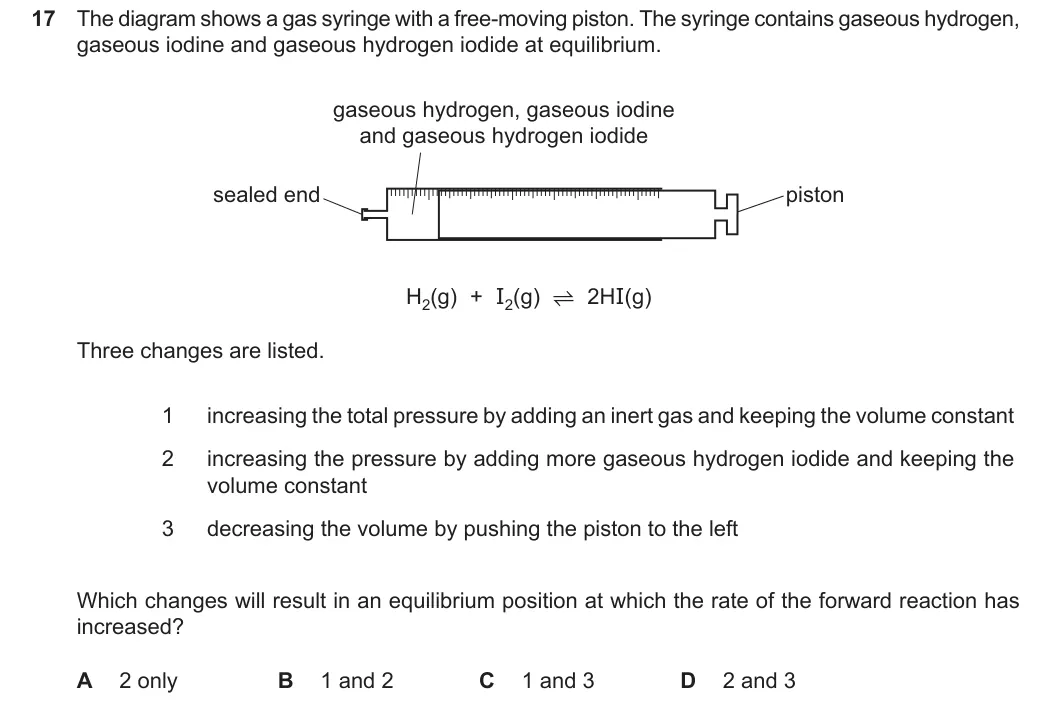 17 The diagram shows a gas syringe with a free-moving piston. The syringe contains gaseous hydrogen,
gaseous iodine and gaseous hydrogen iodide at equilibrium.
gaseous hydrogen, gaseous iodine
and gaseous hydrogen iodide
sealed end
piston
H₂(g) + I₂(g) ⇌ 2HI(g)
Three changes are listed.
1 increasing the total pressure by adding an inert gas and keeping the volume constant
2 increasing the pressure by adding more gaseous hydrogen iodide and keeping the
volume constant
3 decreasing the volume by pushing the piston to the left
Which changes will result in an equilibrium position at which the rate of the forward reaction has
increased?
A 2 only B 1 and 2 C 1 and 3 D 2 and 3